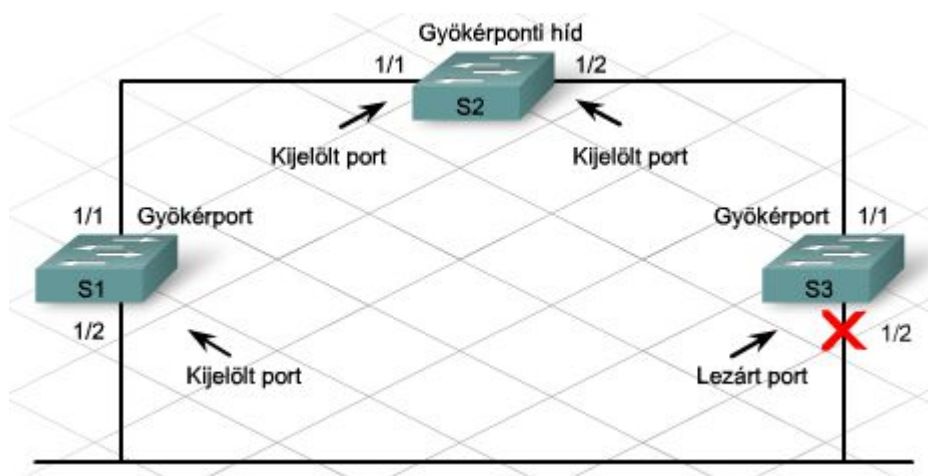 Gyökérponti híd
1/1
1/2
S2
Kijelölt port
Kijelölt port
1/1
Gyökérport
Gyökérport
1/1
S1
S3
1/2
1/2
Kijelölt port
Lezárt port